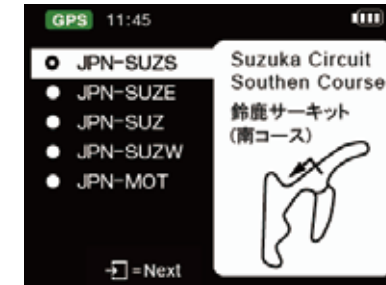 GPS 11:45
JPN-SUZS
JPN-SUZE
JPN-SUZ
JPN-SUZW
JPN-MOT
=Next
Suzuka Circuit
Southen Course
鈴鹿サーキット
(南コース)